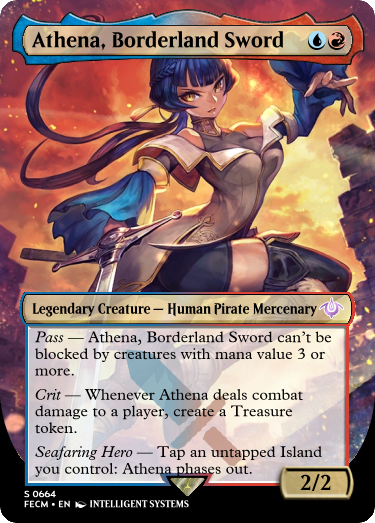 Athena, Borderland Sword
Legendary Creature — Human Pirate Mercenary
Pass — Athena, Borderland Sword can't be
blocked by creatures with mana value 3 or
more.
Crit — Whenever Athena deals combat
damage to a player, create a Treasure
token.
Seafaring Hero — Tap an untapped Island
you control: Athena phases out.
2/2
S 0664
FECM • EN INTELLIGENT SYSTEMS